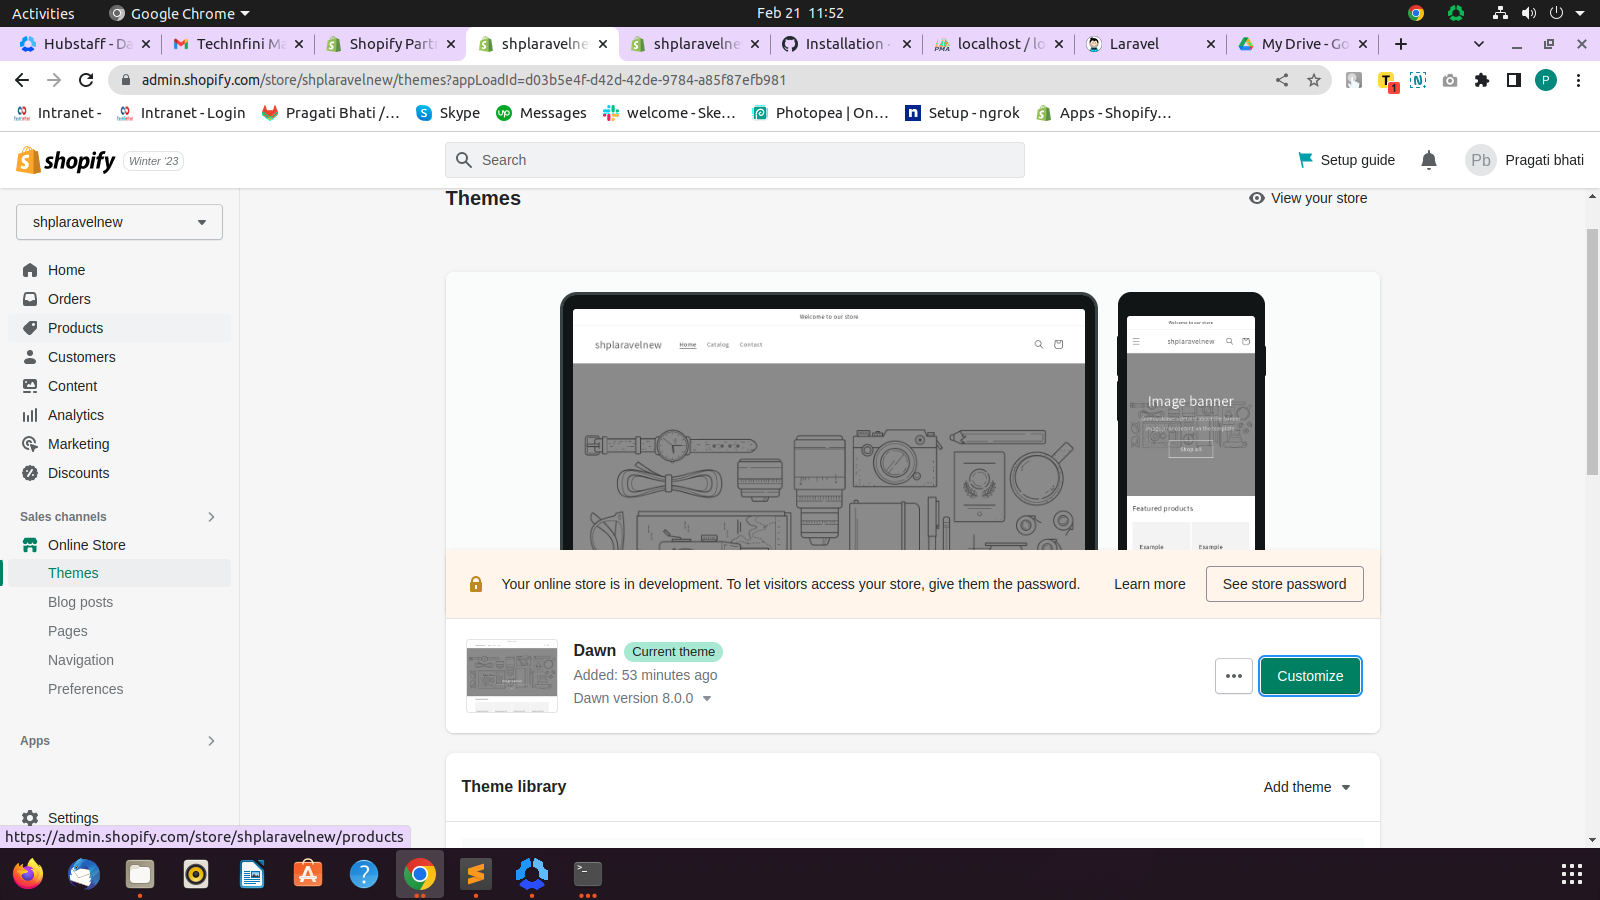 Activities
Google Chrome
Feb 21 11:52
Hubstaff - Da
TechInfini Ma
Shopify Part
shplaravelne
shplaravelne
Installation -
localhost / lo
Laravel
My Drive - Go
admin.shopify.com/store/shplaravelnew/themes?appLoadId=d03b5e4f-d42d-42de-9784-a85f87efb981
T
1
N
P
Intranet -
Intranet - Login
Pragati Bhati /...
Skype
Messages
welcome - Ske...
Photopea | On...
Setup - ngrok
Apps - Shopify...
shopify
Winter '23
Search
Setup guide
Pb
Pragati bhati
shplaravelnew
Themes
View your store
Home
Orders
Products
Customers
Content
Analytics
Marketing
Discounts
Sales channels
Online Store
Themes
Blog posts
Pages
Navigation
Preferences
Apps
Settings
Welcome to our store
shplaravelnew
Home
Catalog
Contact
Welcome to our store
shplaravelnew
Image banner
Shop all
Featured products
Example
Example
Your online store is in development. To let visitors access your store, give them the password.
Learn more
See store password
Dawn
Current theme
Added: 53 minutes ago
Dawn version 8.0.0
Customize
Theme library
Add theme
https://admin.shopify.com/store/shplaravelnew/products